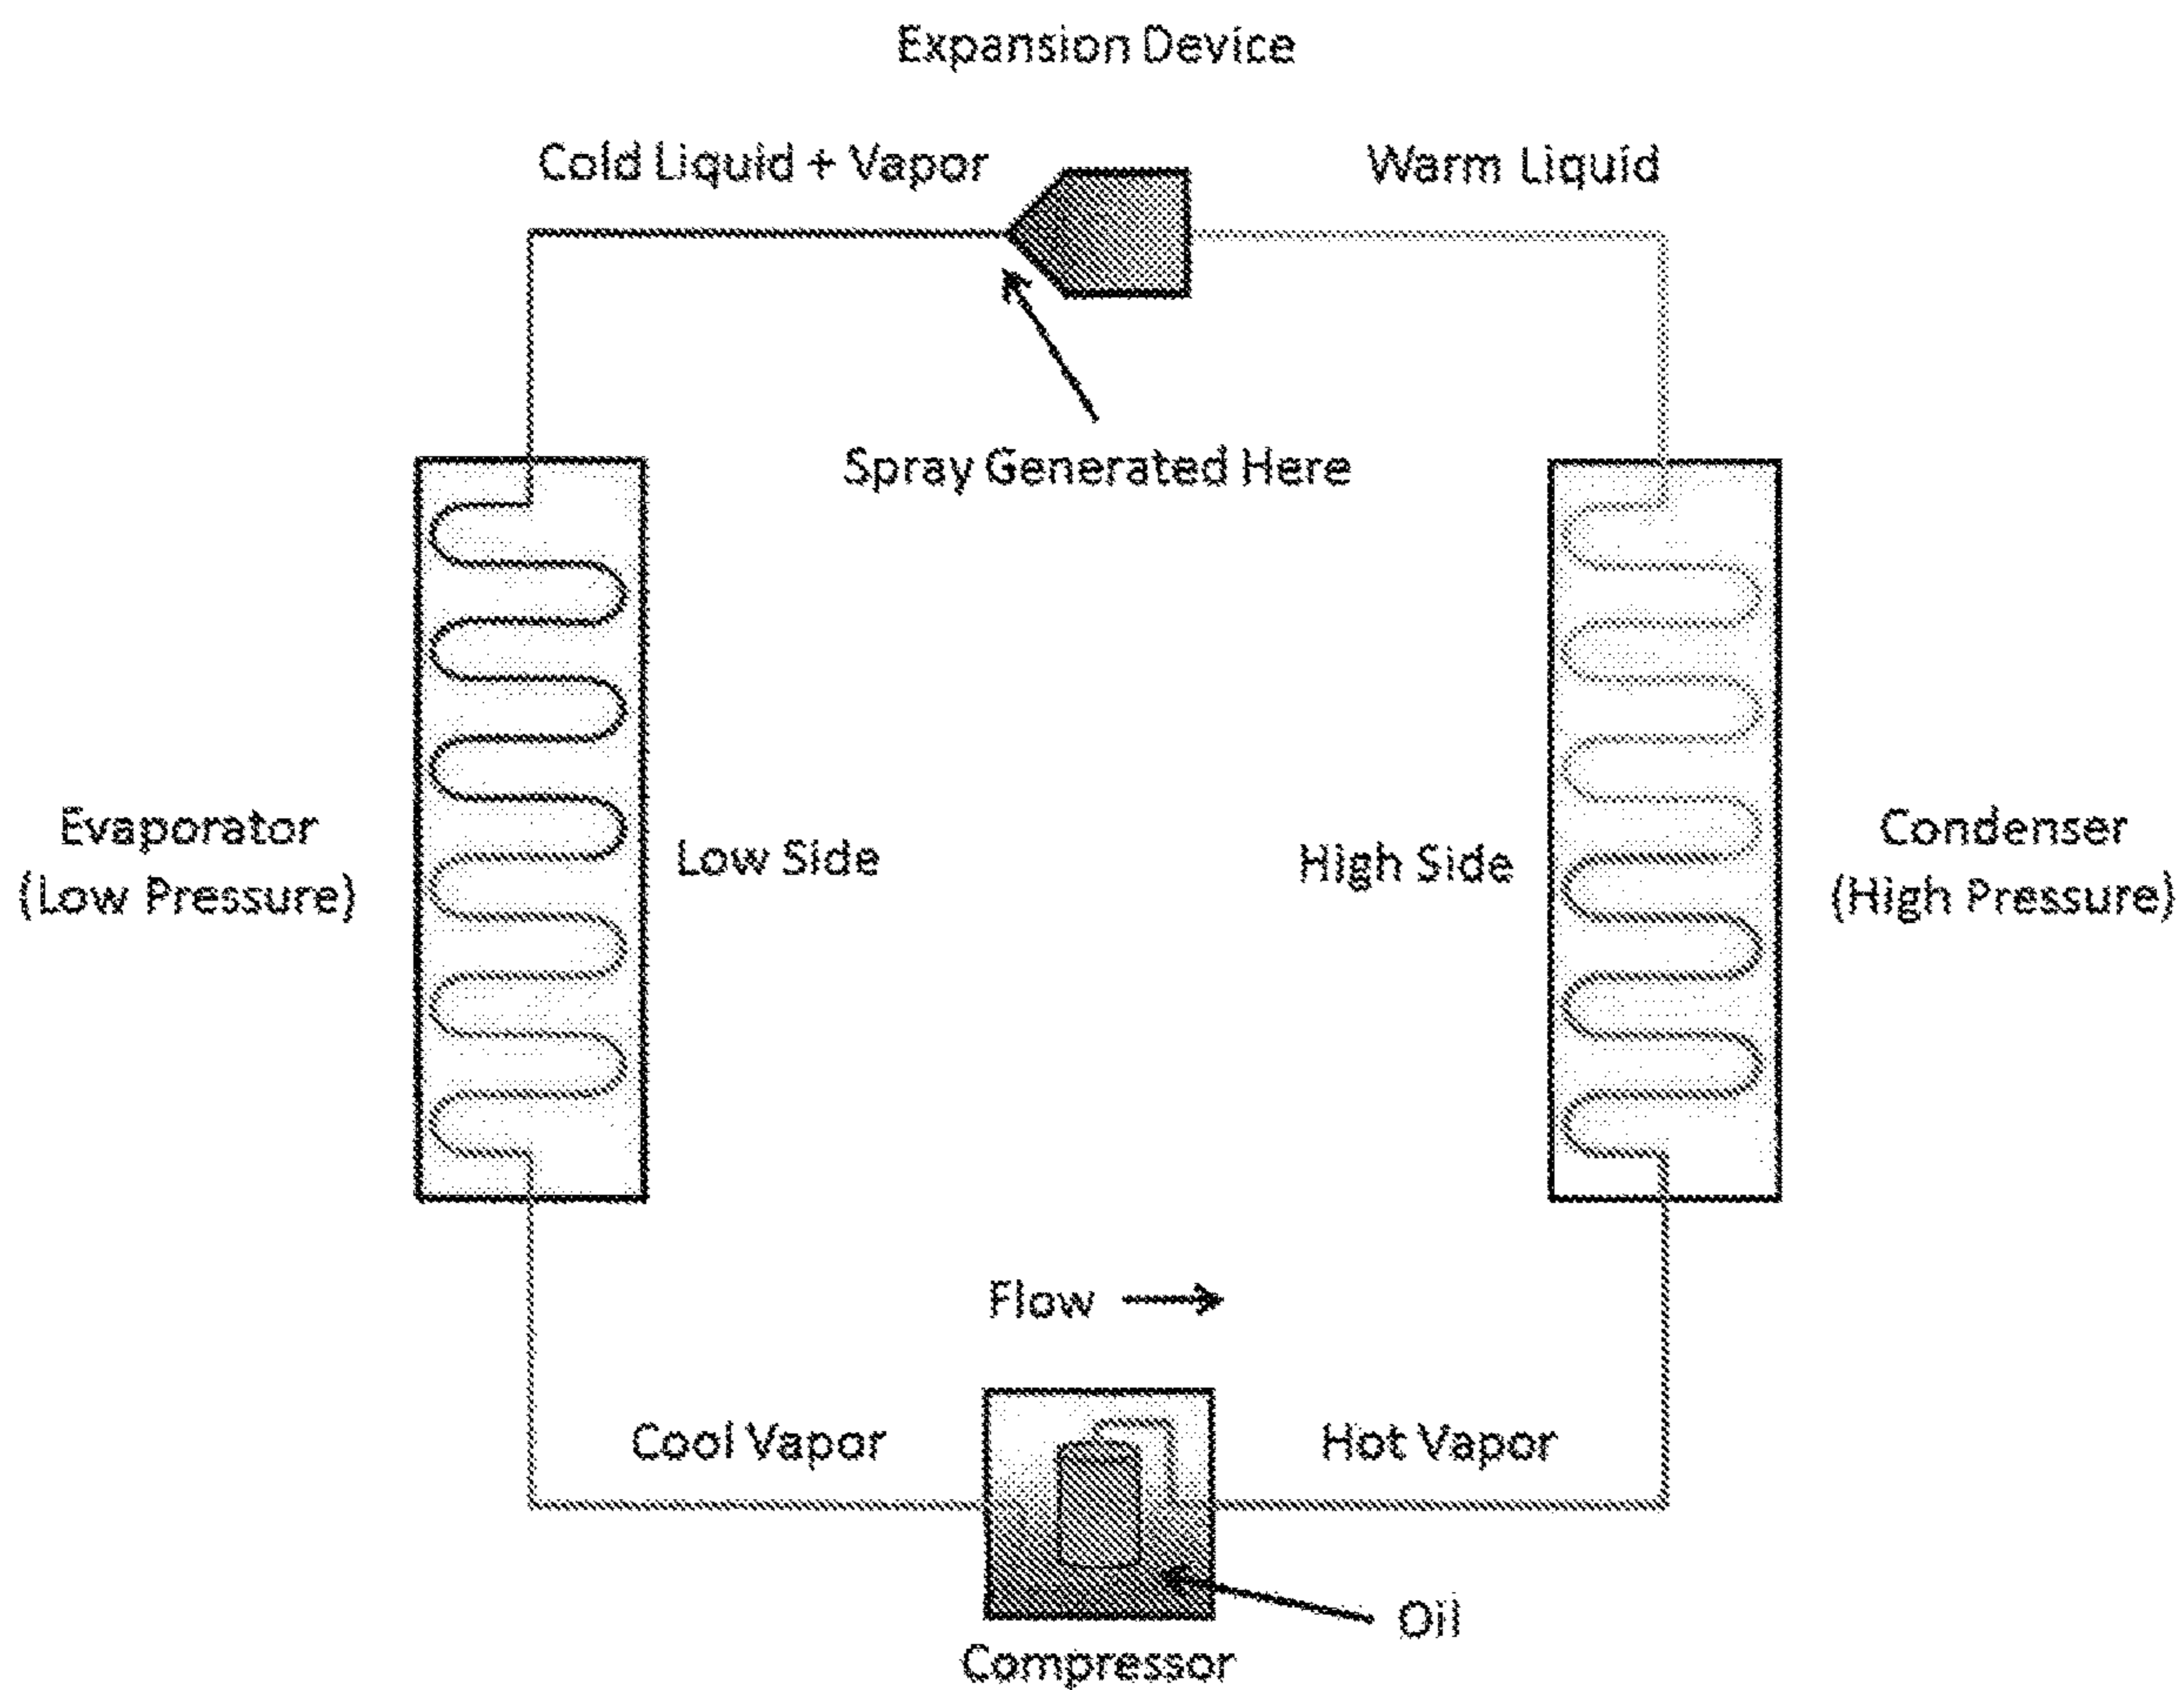 Expansion Device
Cold Liquid + Vapor
Warm Liquid
Spray Generated Here
Evaporator
(Low Pressure)
Low Side
High Side
Condenser
(High Pressure)
Flow
Cool Vapor
Hot Vapor
Oil
Compressor